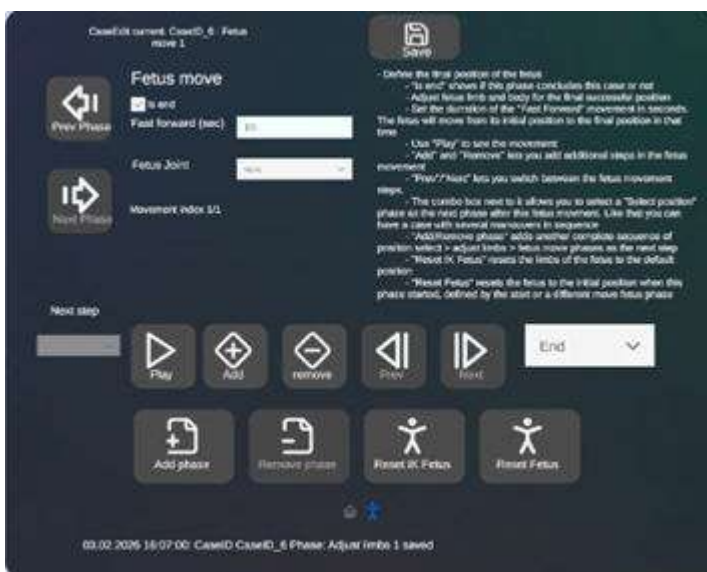 CaseEdit current: CaseID_6 : Fetus
move 1
Save
Fetus move
Is end
Prev Phase
Fast forward (sec)
10
Fetus Joint
Next Phase
Movement index 1/1
- Define the final position of the fetus
- "Is end" shows if this phase concludes this case or not
- Adjust fetus limb and body for the final successful position
- Set the duration of the "Fast Forward" movement in seconds.
The fetus will move from its initial position to the final position in that
time
- Use "Play" to see the movement
- "Add" and "Remove" lets you add additional steps in the fetus
movement
- "Prev"/"Next" lets you switch between the fetus movement
steps.
- The combo box next to it allows you to select a "Select position"
phase as the next phase after this fetus movment. Like that you can
have a case with several maneuvers in sequence
- "Add/Remove phase" adds another complete sequence of
position select > adjust limbs > fetus move phases as the next step
- "Reset IK Fetus" resets the limbs of the fetus to the default
position
- "Reset Fetus" resets the fetus to the initial position when this
phase started, defined by the start or a different move fetus phase
Next step
Play
Add
remove
Prev
Next
End
Add phase
Remove phase
Reset IK Fetus
Reset Fetus
03.02.2026 16:07:00: CaseID CaseID_6 Phase: Adjust limbs 1 saved